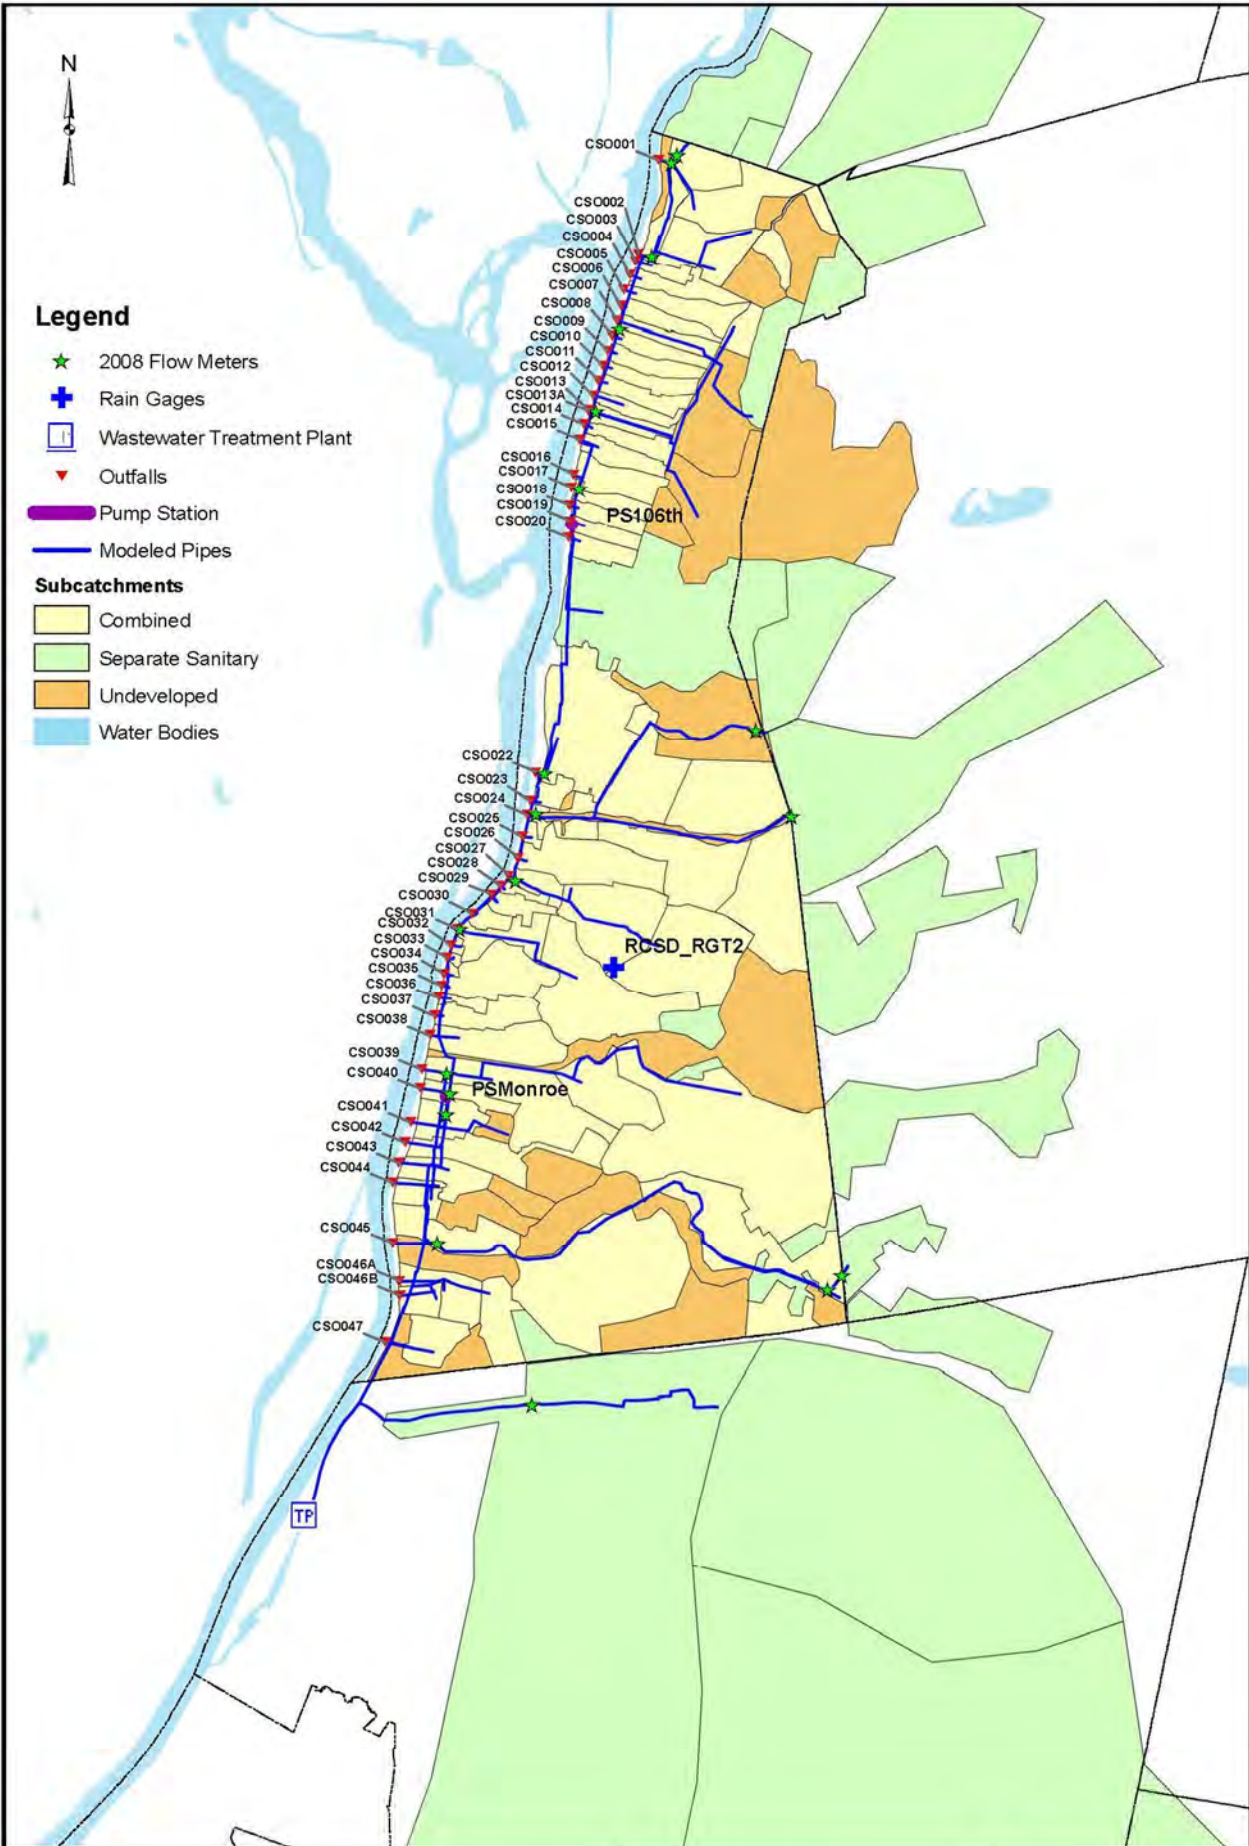 N
Legend
2008 Flow Meters
Rain Gages
Wastewater Treatment Plant
Outfalls
Pump Station
Modeled Pipes
Subcatchments
Combined
Separate Sanitary
Undeveloped
Water Bodies
CSO001
CSO002
CSO003
CSO004
CSO005
CSO006
CSO007
CSO008
CSO009
CSO010
CSO011
CSO012
CSO013
CSO013A
CSO014
CSO015
CSO016
CSO017
CSO018
CSO019
CSO020
PS106th
CSO022
CSO023
CSO024
CSO025
CSO026
CSO027
CSO028
CSO029
CSO030
CSO031
CSO032
CSO033
CSO034
CSO035
CSO036
CSO037
CSO038
RCSD_RGT2
CSO039
CSO040
PSMonroe
CSO041
CSO042
CSO043
CSO044
CSO045
CSO046A
CSO046B
CSO047
TP